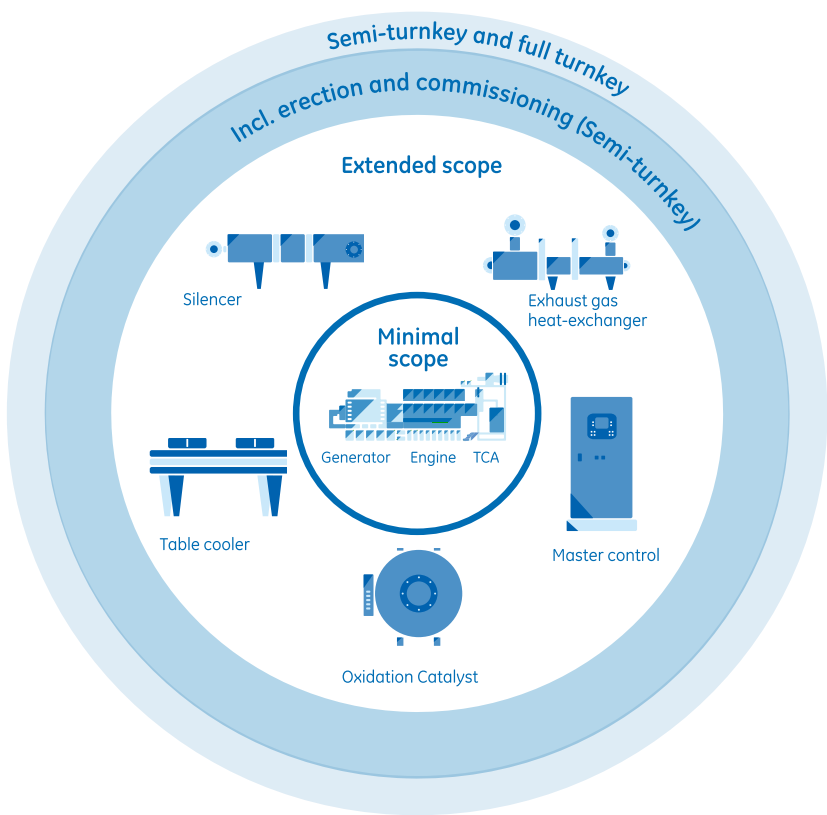 Semi-turnkey and full turnkey
Incl. erection and commissioning (Semi-turnkey)
Extended scope
Silencer
Exhaust gas
heat-exchanger
Minimal
scope
Generator
Engine
TCA
Table cooler
Master control
Oxidation Catalyst